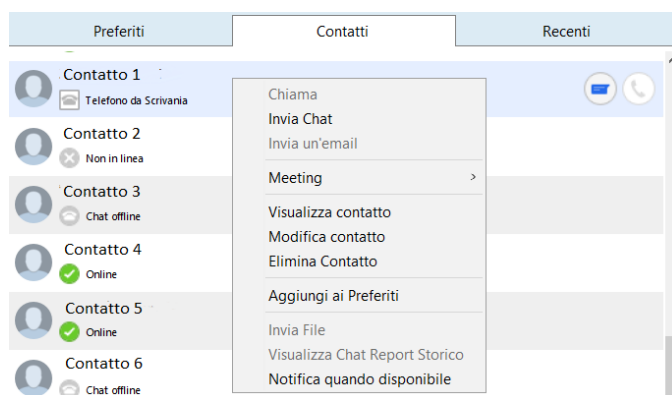 Preferiti Contatti Recenti
Contatto 1
Telefono da Scrivania
Contatto 2
Non in linea
Contatto 3
Chat offline
Contatto 4
Online
Contatto 5
Online
Contatto 6
Chat offline
Chiama
Invia Chat
Invia un'email
Meeting >
Visualizza contatto
Modifica contatto
Elimina Contatto
Aggiungi ai Preferiti
Invia File
Visualizza Chat Report Storico
Notifica quando disponibile